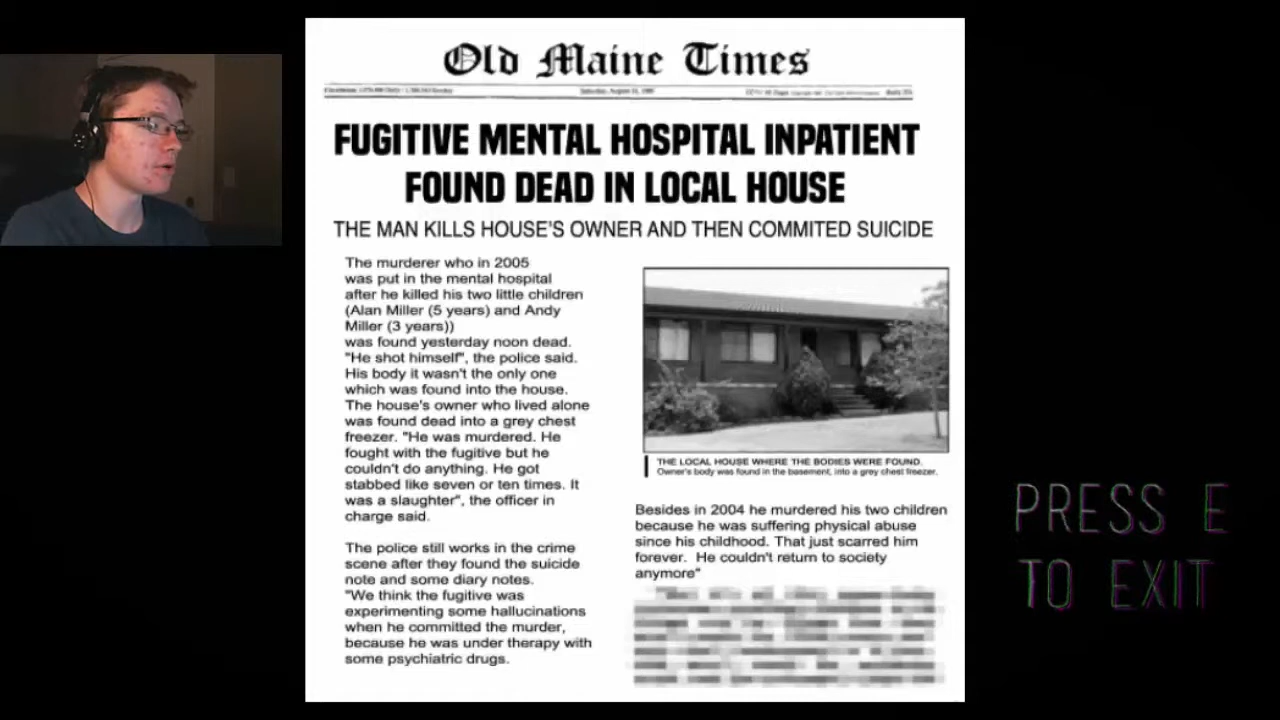 Old Maine Times
FUGITIVE MENTAL HOSPITAL INPATIENT
FOUND DEAD IN LOCAL HOUSE
THE MAN KILLS HOUSE'S OWNER AND THEN COMMITED SUICIDE
The murderer who in 2005
was put in the mental hospital
after he killed his two little children
(Alan Miller (5 years) and Andy
Miller (3 years))
was found yesterday noon dead.
"He shot himself", the police said.
His body it wasn't the only one
which was found into the house.
The house's owner who lived alone
was found dead into a grey chest
freezer. "He was murdered. He
fought with the fugitive but he
couldn't do anything. He got
stabbed like seven or ten times. It
was a slaughter", the officer in
charge said.
The police still works in the crime
scene after they found the suicide
note and some diary notes.
"We think the fugitive was
experimenting some hallucinations
when he committed the murder,
because he was under therapy with
some psychiatric drugs.
THE LOCAL HOUSE WHERE THE BODIES WERE FOUND.
Owner's body was found in the basement, into a grey chest freezer.
Besides in 2004 he murdered his two children
because he was suffering physical abuse
since his childhood. That just scarred him
forever. He couldn't return to society
anymore"
PRESS E
TO EXIT